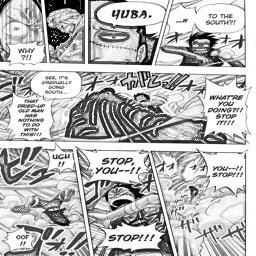 TO THE
SOUTH?!
..."
YUBA.
WHY
?!!
WHAT'RE
YOU
DOING?!!
STOP
IT!!!
SEE, IT'S
GRADUALLY
GOING
SOUTH...
THAT
DRIED-UP
OLD MAN
HAS
NOTHING
TO DO
WITH
THIS!!!
YOU--!!
STOP,
YOU--!!
STOP!!!
UGH
!!
OOF
!!